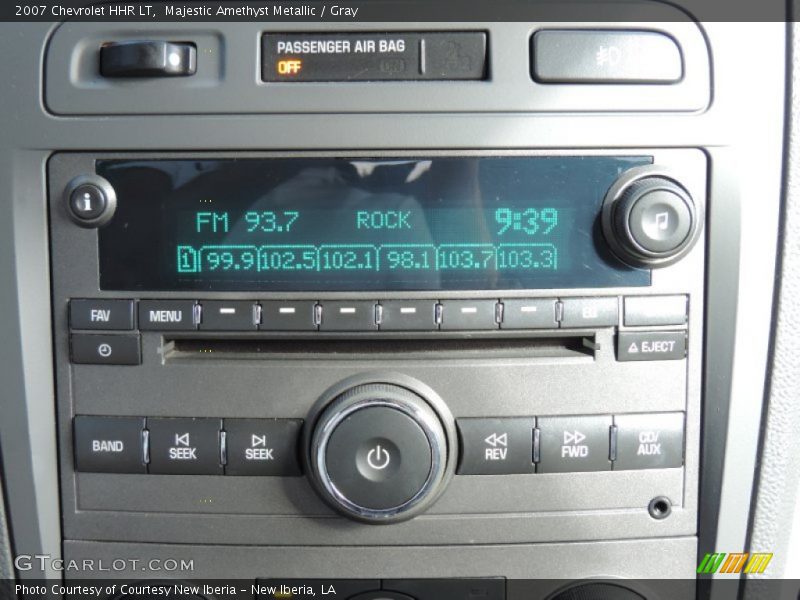 2007 Chevrolet HHR LT,  Majestic Amethyst Metallic / Gray
PASSENGER AIR BAG
OFF
i
FM 93.7 ROCK 9:39
1 99.9 102.5 102.1 98.1 103.7 103.3
FAV MENU
EJECT
BAND SEEK SEEK REV FWD CD/AUX
GTCARLOT.COM
Photo Courtesy of Courtesy New Iberia - New Iberia, LA